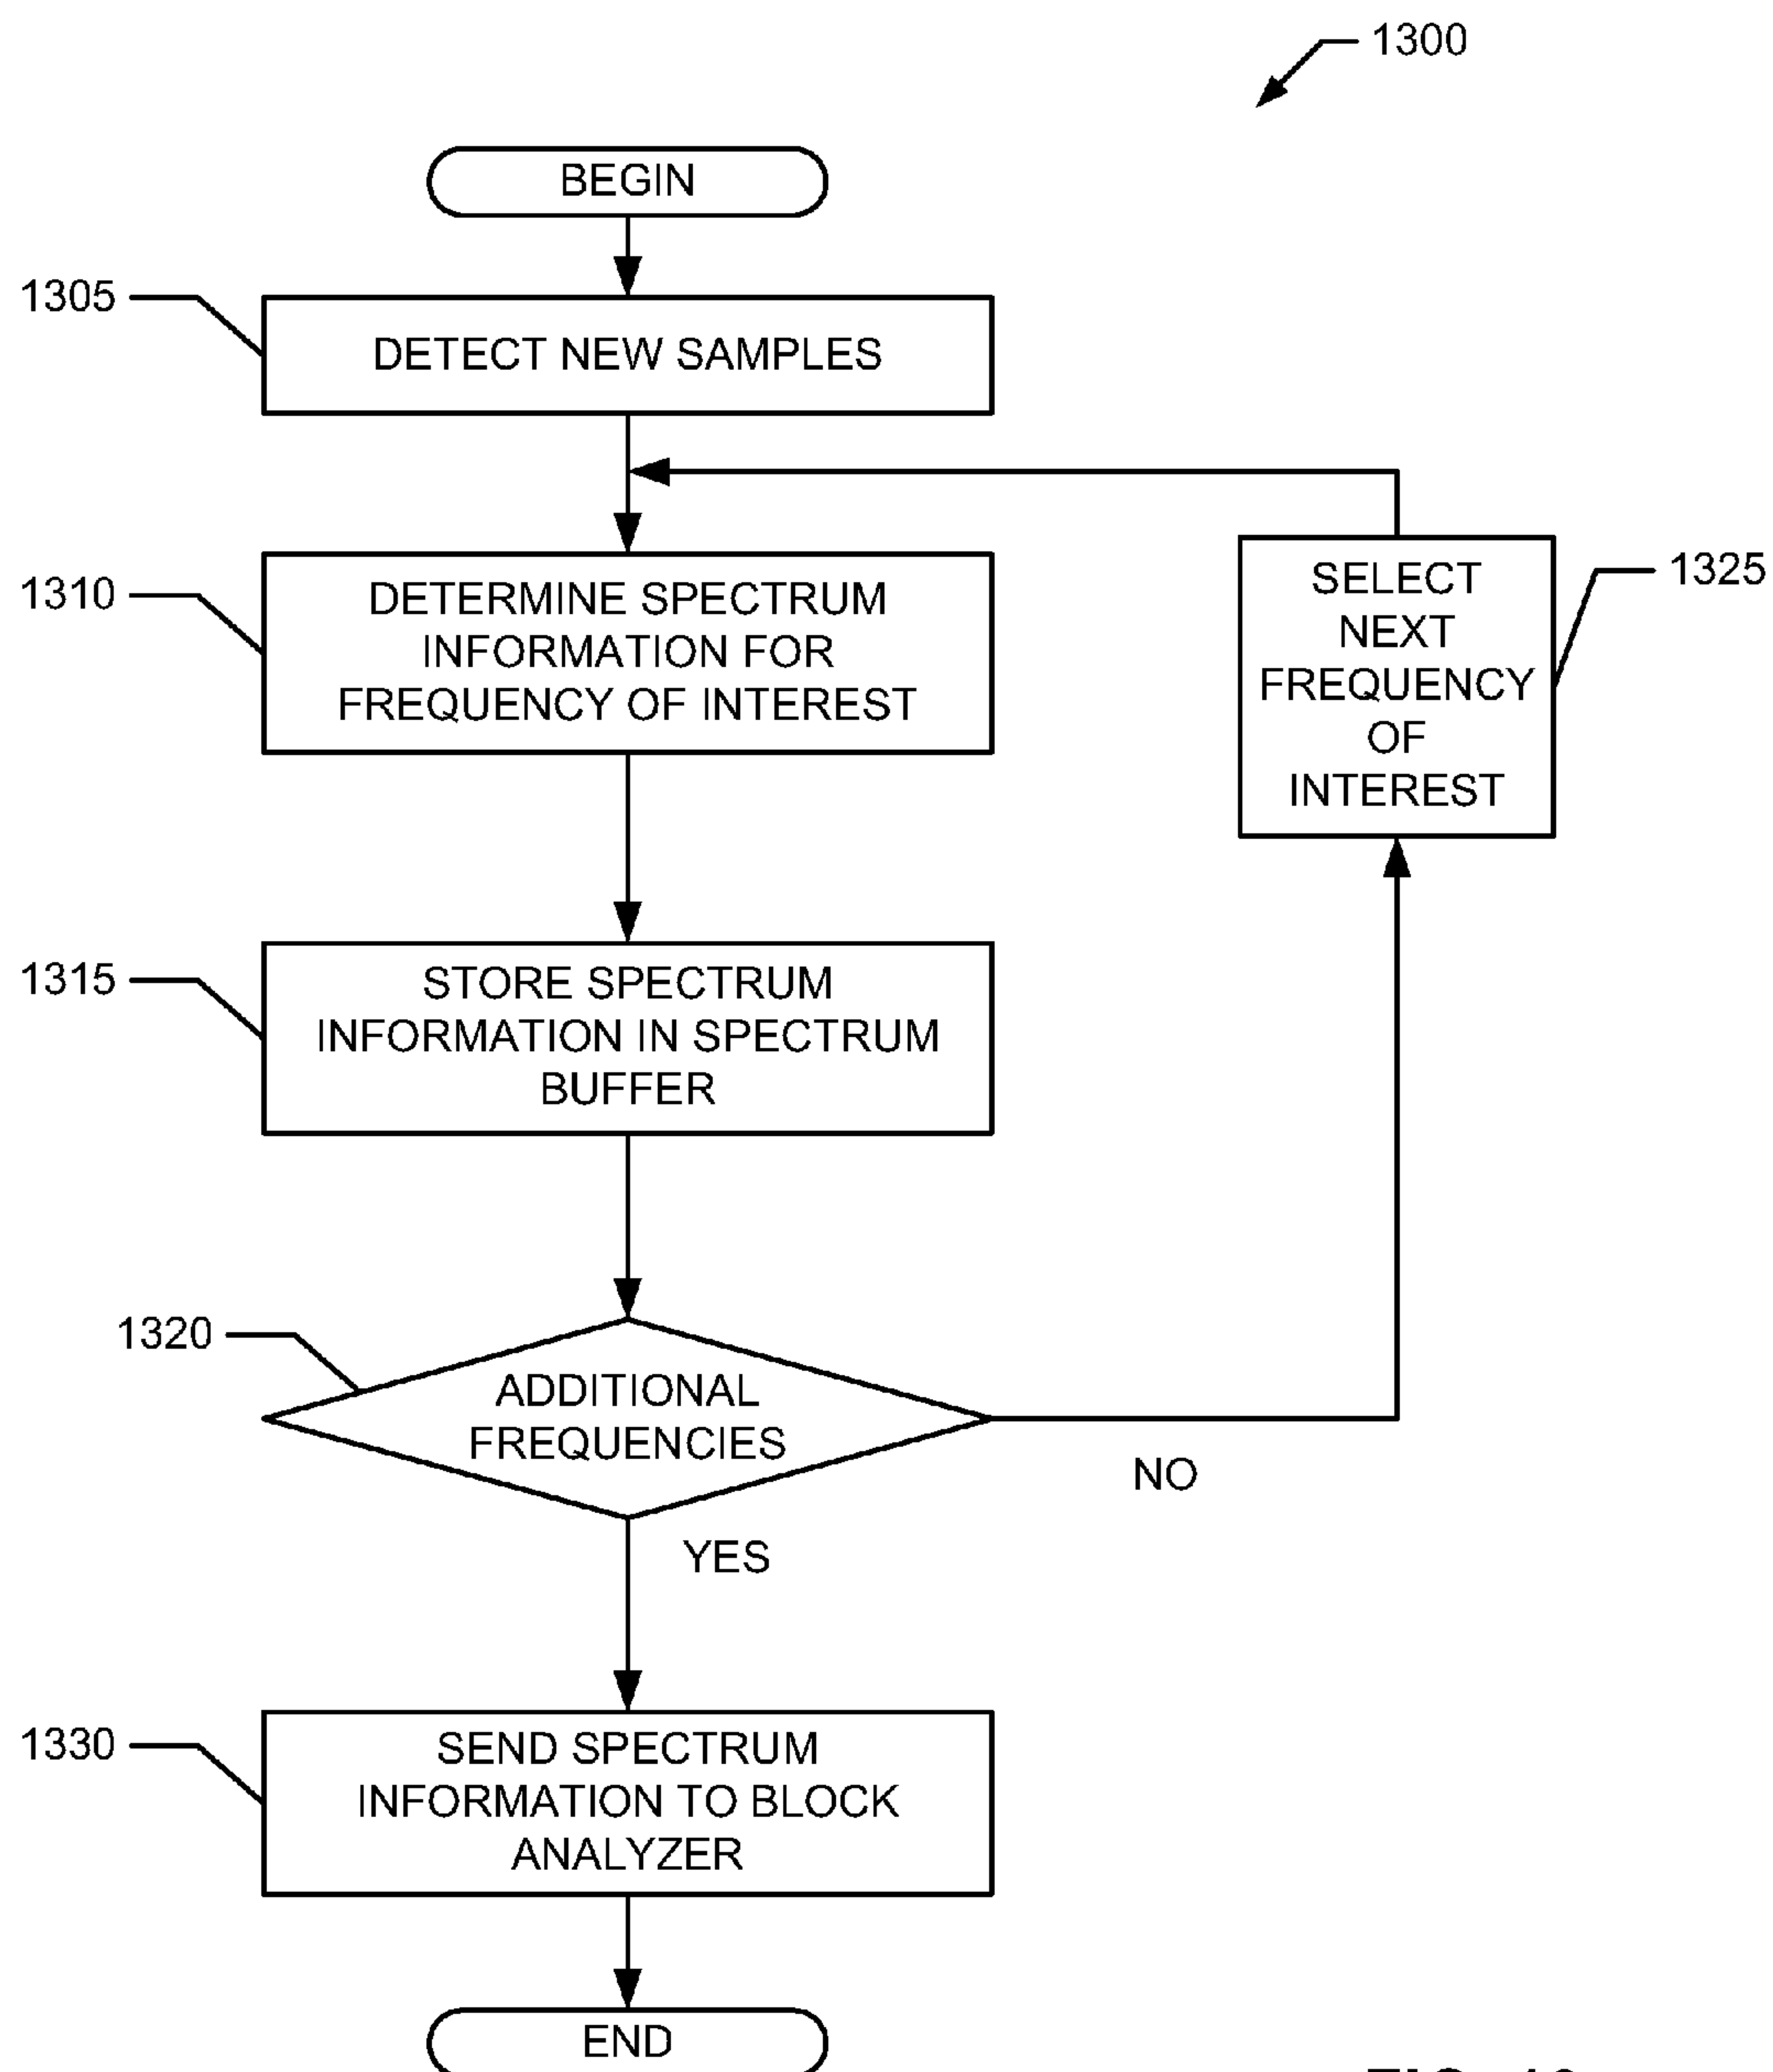 1300
BEGIN
1305
DETECT NEW SAMPLES
1310
DETERMINE SPECTRUM
INFORMATION FOR
FREQUENCY OF INTEREST
1325
SELECT
NEXT
FREQUENCY
OF
INTEREST
1315
STORE SPECTRUM
INFORMATION IN SPECTRUM
BUFFER
1320
ADDITIONAL
FREQUENCIES
NO
YES
1330
SEND SPECTRUM
INFORMATION TO BLOCK
ANALYZER
END